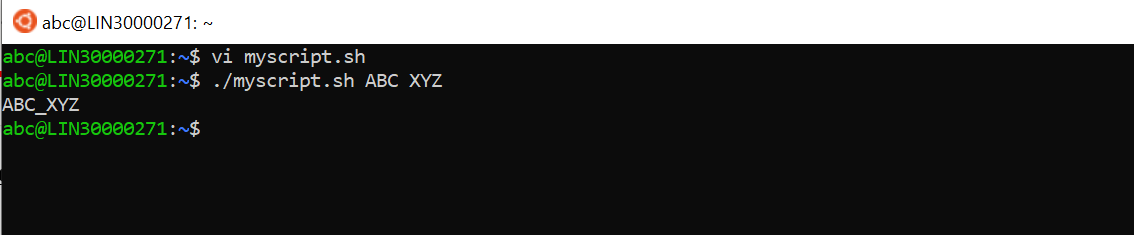 abc@LIN30000271: ~
abc@LIN30000271:~$ vi myscript.sh
abc@LIN30000271:~$ ./myscript.sh ABC XYZ
ABC_XYZ
abc@LIN30000271:~$